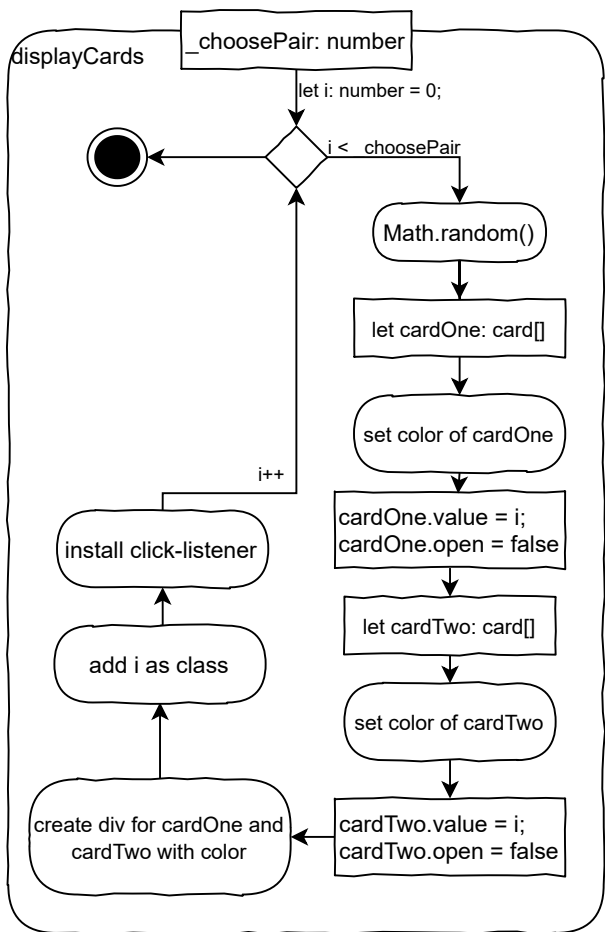 _choosePair: number
displayCards
let i: number = 0;
i < _choosePair
Math.random()
let cardOne: card[]
set color of cardOne
cardOne.value = i;
cardOne.open = false
let cardTwo: card[]
set color of cardTwo
cardTwo.value = i;
cardTwo.open = false
create div for cardOne and
cardTwo with color
add i as class
install click-listener
i++